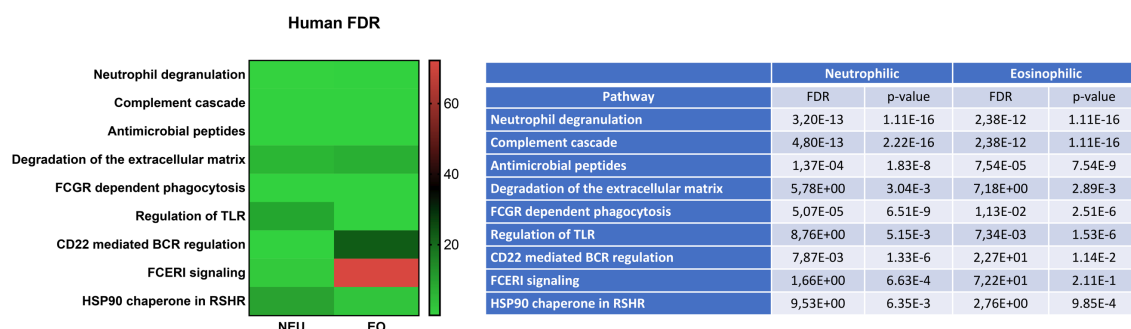 Human FDR
Neutrophil degranulation
Complement cascade
Antimicrobial peptides
Degradation of the extracellular matrix
FCGR dependent phagocytosis
Regulation of TLR
CD22 mediated BCR regulation
FCERI signaling
HSP90 chaperone in RSHR
NEU EO
60
40
20
Neutrophilic Eosinophilic
Pathway FDR p-value FDR p-value
Neutrophil degranulation 3,20E-13 1.11E-16 2,38E-12 1.11E-16
Complement cascade 4,80E-13 2.22E-16 2,38E-12 1.11E-16
Antimicrobial peptides 1,37E-04 1.83E-8 7,54E-05 7.54E-9
Degradation of the extracellular matrix 5,78E+00 3.04E-3 7,18E+00 2.89E-3
FCGR dependent phagocytosis 5,07E-05 6.51E-9 1,13E-02 2.51E-6
Regulation of TLR 8,76E+00 5.15E-3 7,34E-03 1.53E-6
CD22 mediated BCR regulation 7,87E-03 1.33E-6 2,27E+01 1.14E-2
FCERI signaling 1,66E+00 6.63E-4 7,22E+01 2.11E-1
HSP90 chaperone in RSHR 9,53E+00 6.35E-3 2,76E+00 9.85E-4